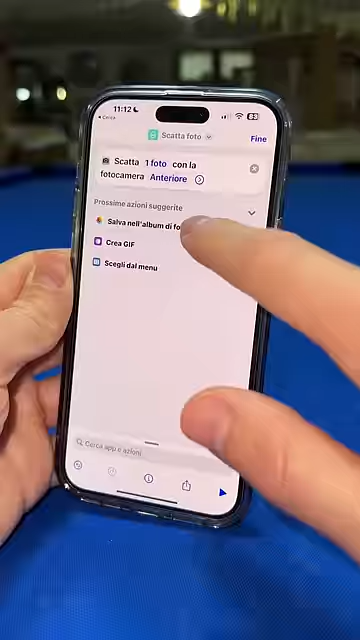 11:12
83
Cerca
Scatta foto
Fine
Scatta 1 foto con la
fotocamera Anteriore
Prossime azioni suggerite
Salva nell'album di
Crea GIF
Scegli dal menu
Cerca app e azioni